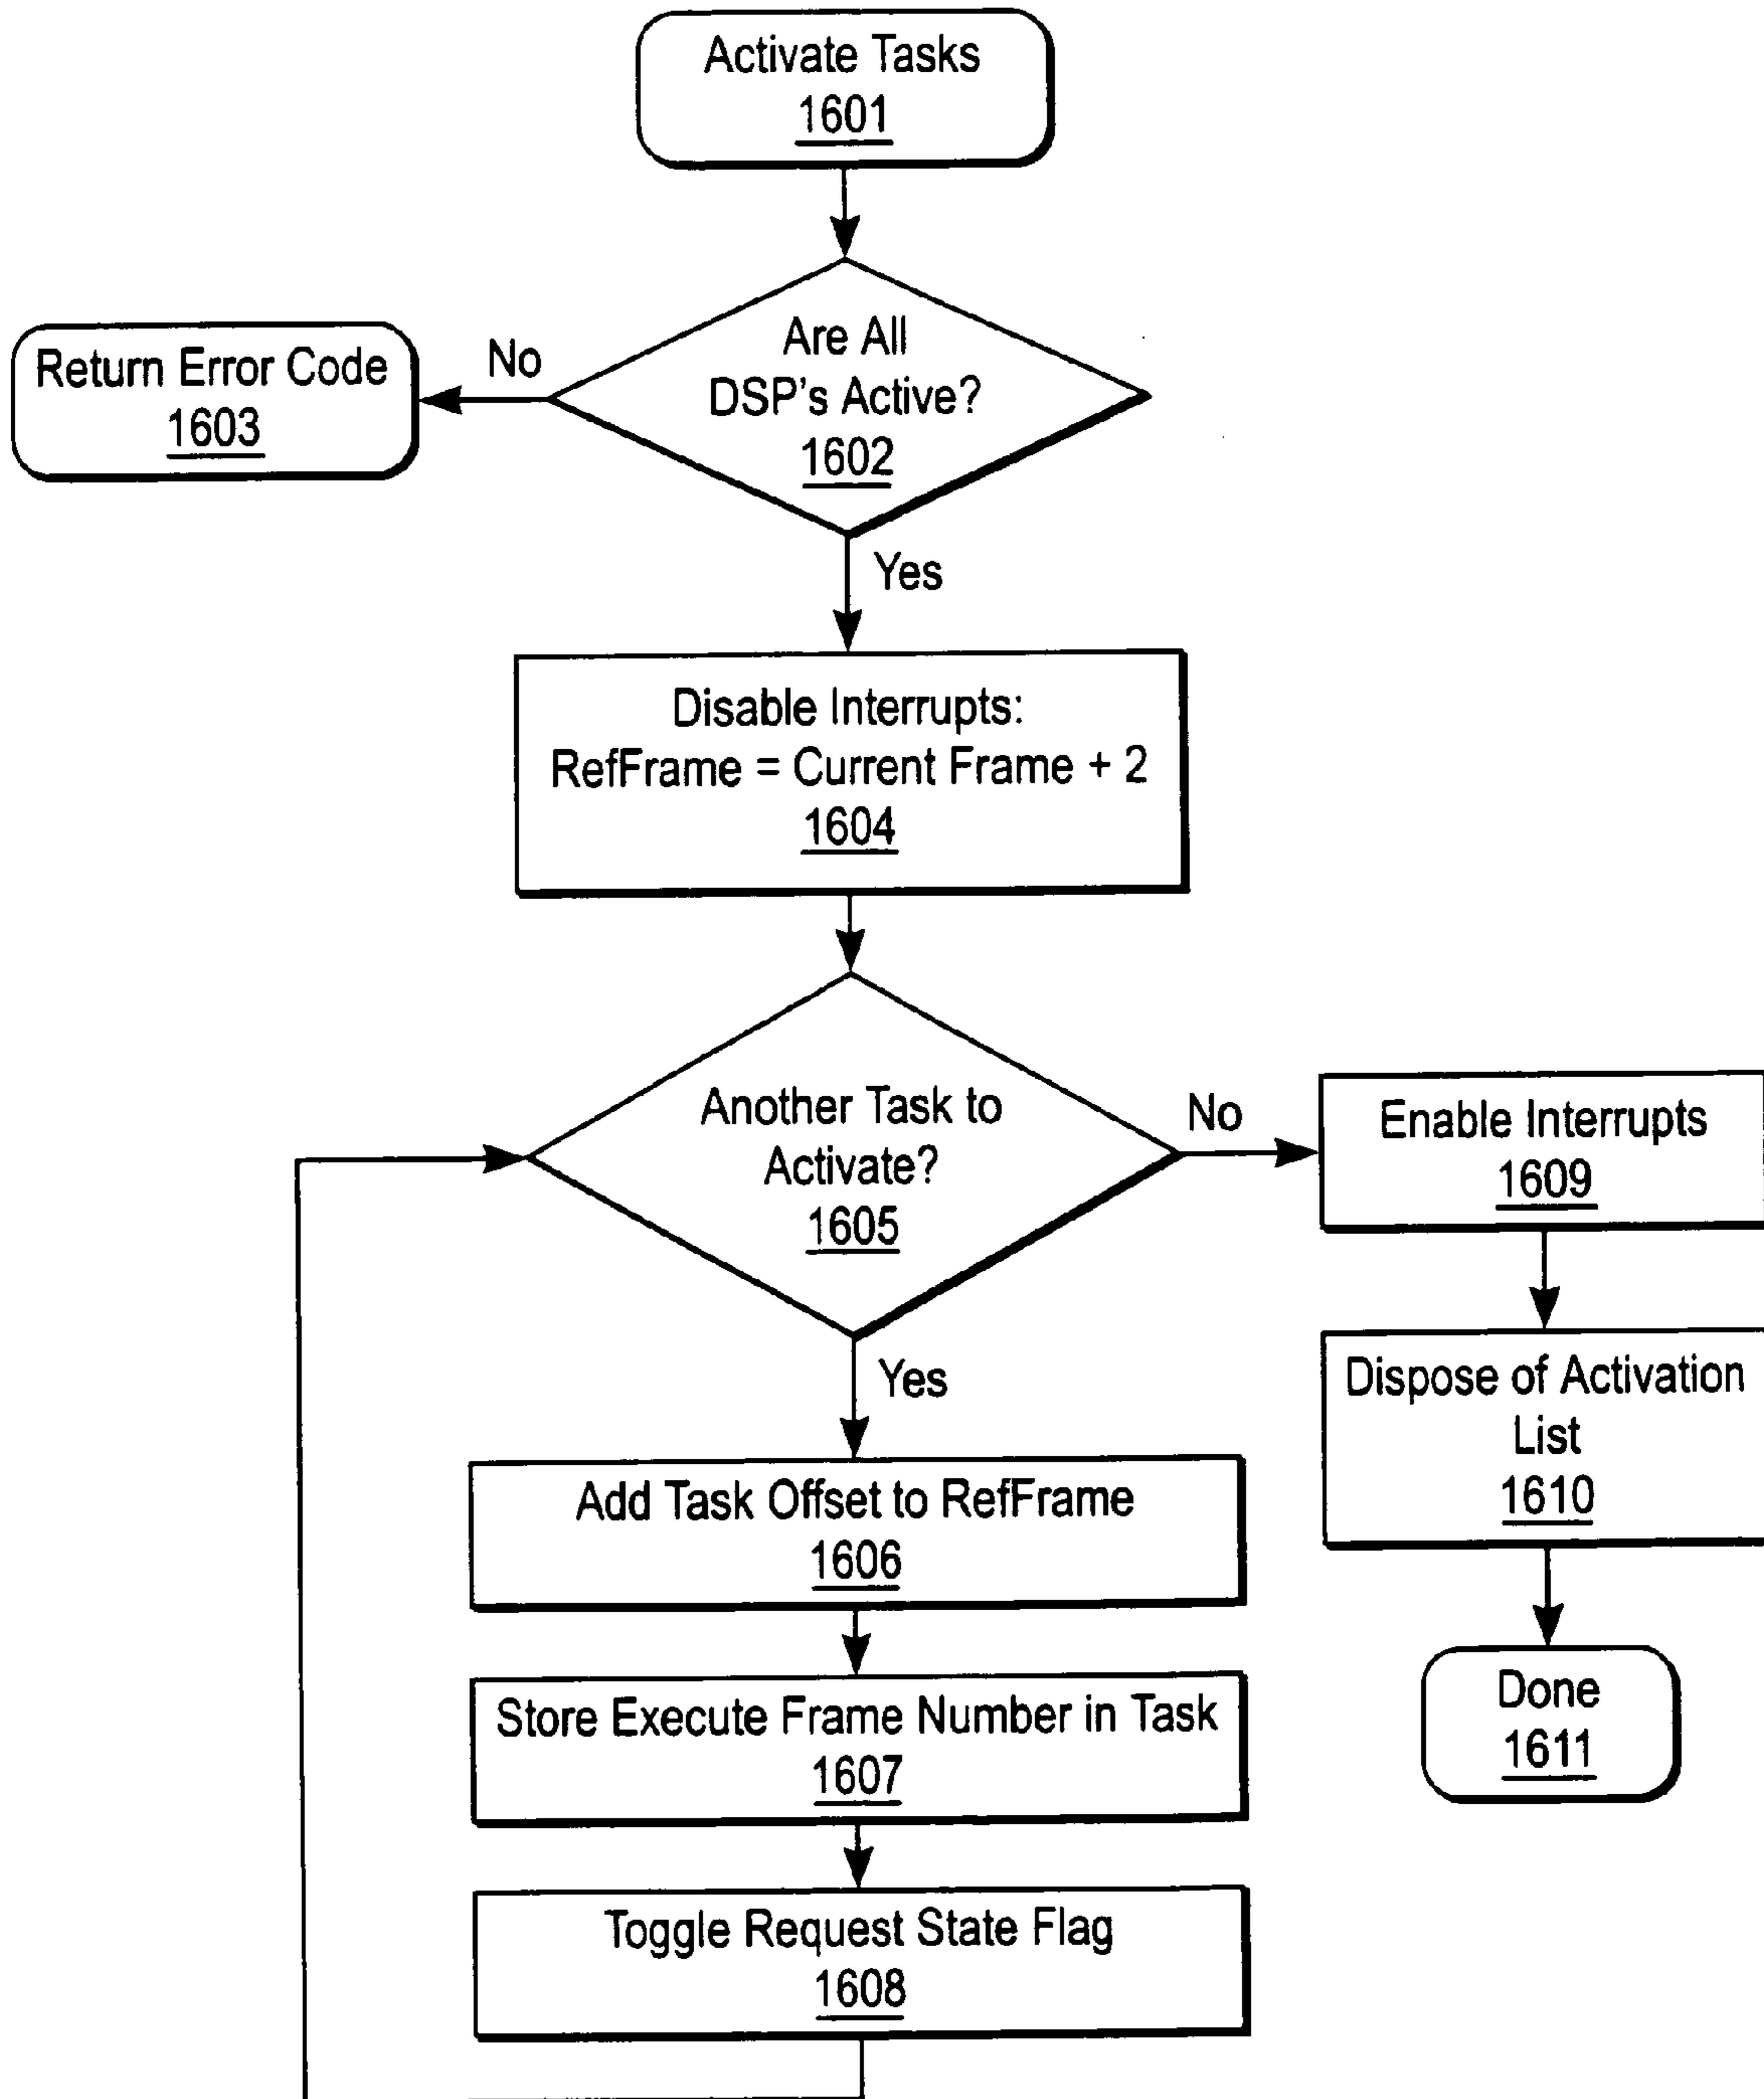 Activate Tasks
1601
Are All
DSP's Active?
1602
No
Return Error Code
1603
Yes
Disable Interrupts:
RefFrame = Current Frame + 2
1604
Another Task to
Activate?
1605
No
Enable Interrupts
1609
Dispose of Activation
List
1610
Done
1611
Yes
Add Task Offset to RefFrame
1606
Store Execute Frame Number in Task
1607
Toggle Request State Flag
1608